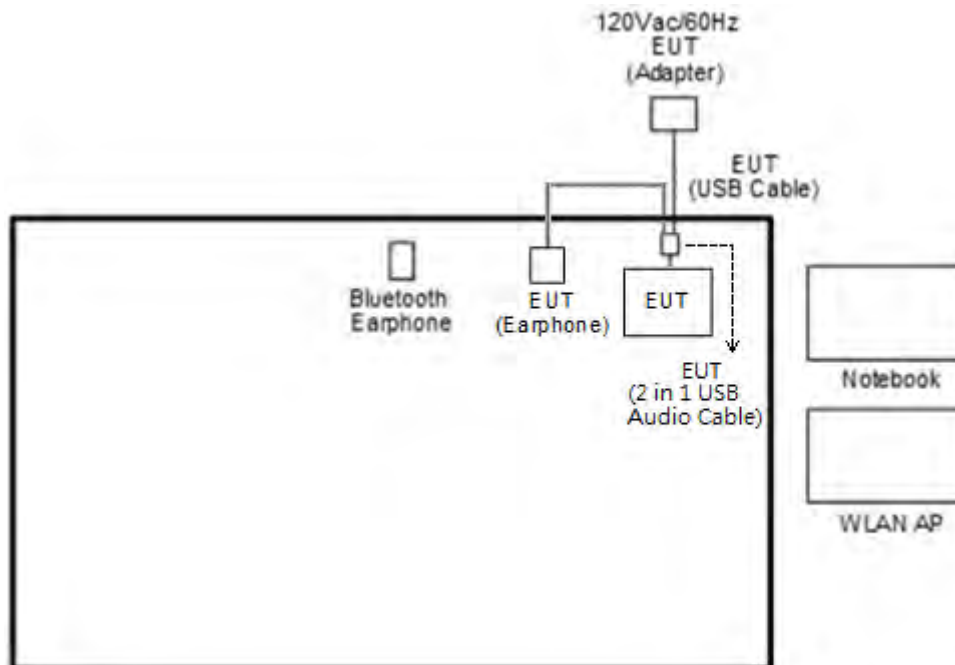 120Vac/60Hz
EUT
(Adapter)
EUT
(USB Cable)
Bluetooth
Earphone
EUT
(Earphone)
EUT
EUT
(2 in 1 USB
Audio Cable)
Notebook
WLAN AP